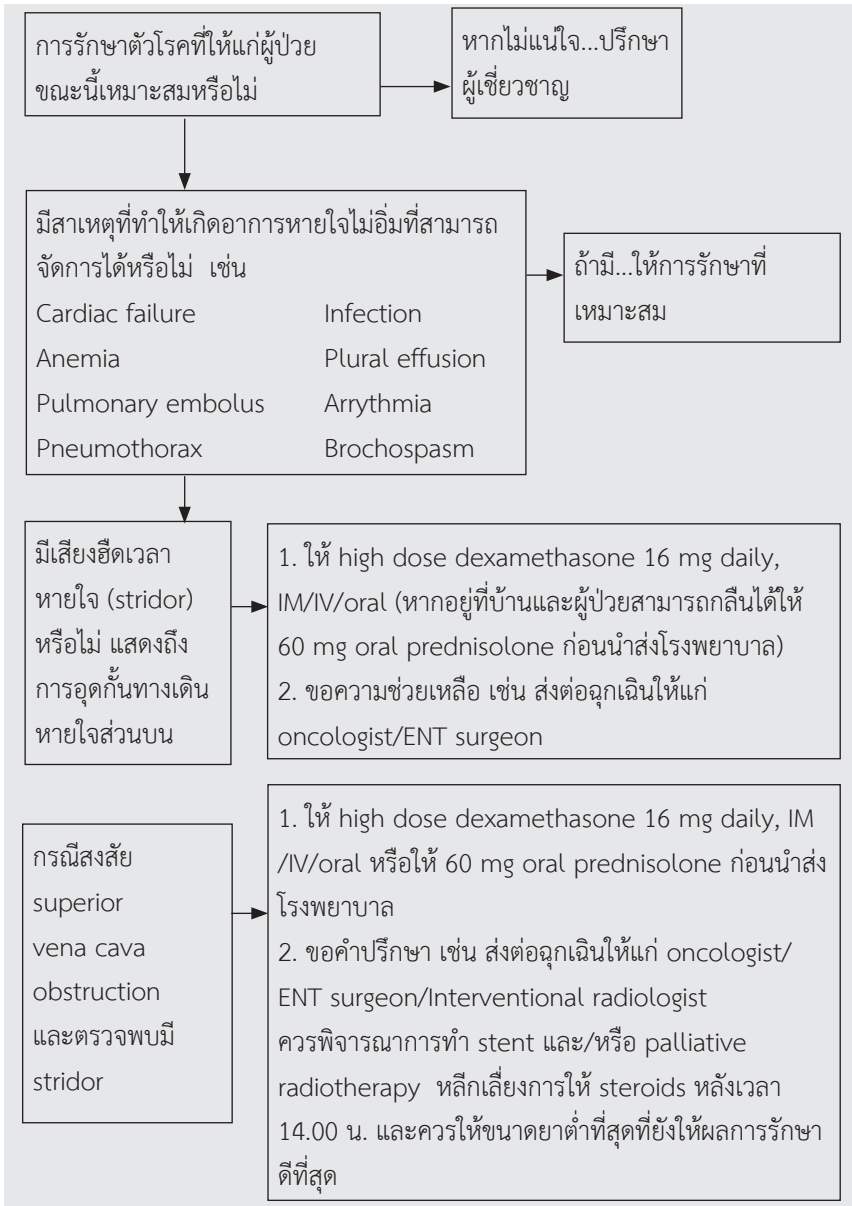 การรักษาตัวโรคที่ให้แก่ผู้ป่วย
ขณะนี้เหมาะสมหรือไม่
หากไม่แน่ใจ...ปรึกษา
ผู้เชี่ยวชาญ
มีสาเหตุที่ทำให้เกิดอาการหายใจไม่อิ่มที่สามารถ
จัดการได้หรือไม่ เช่น
Cardiac failure Infection
Anemia Plural effusion
Pulmonary embolus Arrythmia
Pneumothorax Brochospasm
ถ้ามี...ให้การรักษาที่
เหมาะสม
มีเสียงฮืดเวลา
หายใจ (stridor)
หรือไม่ แสดงถึง
การอุดกั้นทางเดิน
หายใจส่วนบน
1. ให้ high dose dexamethasone 16 mg daily,
IM/IV/oral (หากอยู่ที่บ้านและผู้ป่วยสามารถกลืนได้ให้
60 mg oral prednisolone ก่อนนำส่งโรงพยาบาล)
2. ขอความช่วยเหลือ เช่น ส่งต่อฉุกเฉินให้แก่
oncologist/ENT surgeon
กรณีสงสัย
superior
vena cava
obstruction
และตรวจพบมี
stridor
1. ให้ high dose dexamethasone 16 mg daily, IM
/IV/oral หรือให้ 60 mg oral prednisolone ก่อนนำส่ง
โรงพยาบาล
2. ขอคำปรึกษา เช่น ส่งต่อฉุกเฉินให้แก่ oncologist/
ENT surgeon/Interventional radiologist
ควรพิจารณาการทำ stent และ/หรือ palliative
radiotherapy หลีกเลี่ยงการให้ steroids หลังเวลา
14.00 น. และควรให้ขนาดยาต่ำที่สุดที่ยังให้ผลการรักษา
ดีที่สุด